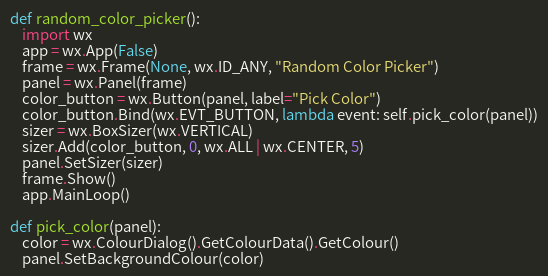 def random_color_picker():
    import wx
    app = wx.App(False)
    frame = wx.Frame(None, wx.ID_ANY, "Random Color Picker")
    panel = wx.Panel(frame)
    color_button = wx.Button(panel, label="Pick Color")
    color_button.Bind(wx.EVT_BUTTON, lambda event: self.pick_color(panel))
    sizer = wx.BoxSizer(wx.VERTICAL)
    sizer.Add(color_button, 0, wx.ALL | wx.CENTER, 5)
    panel.SetSizer(sizer)
    frame.Show()
    app.MainLoop()

def pick_color(panel):
    color = wx.ColourDialog().GetColourData().GetColour()
    panel.SetBackgroundColour(color)